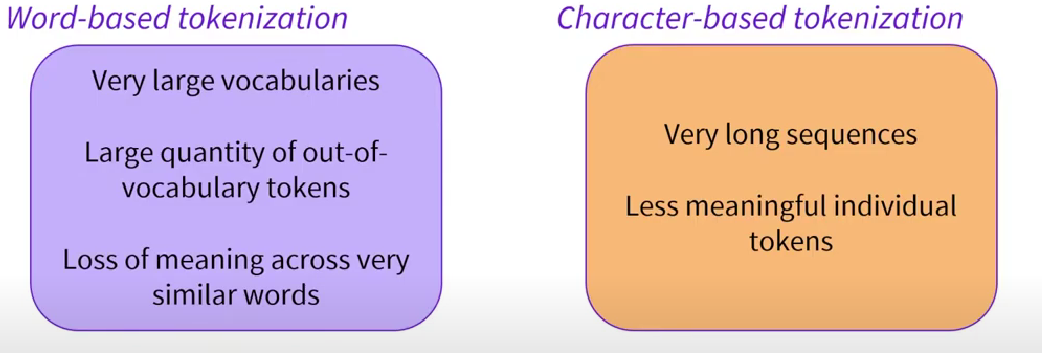 Word-based tokenization
Very large vocabularies
Large quantity of out-of-
vocabulary tokens
Loss of meaning across very
similar words
Character-based tokenization
Very long sequences
Less meaningful individual
tokens